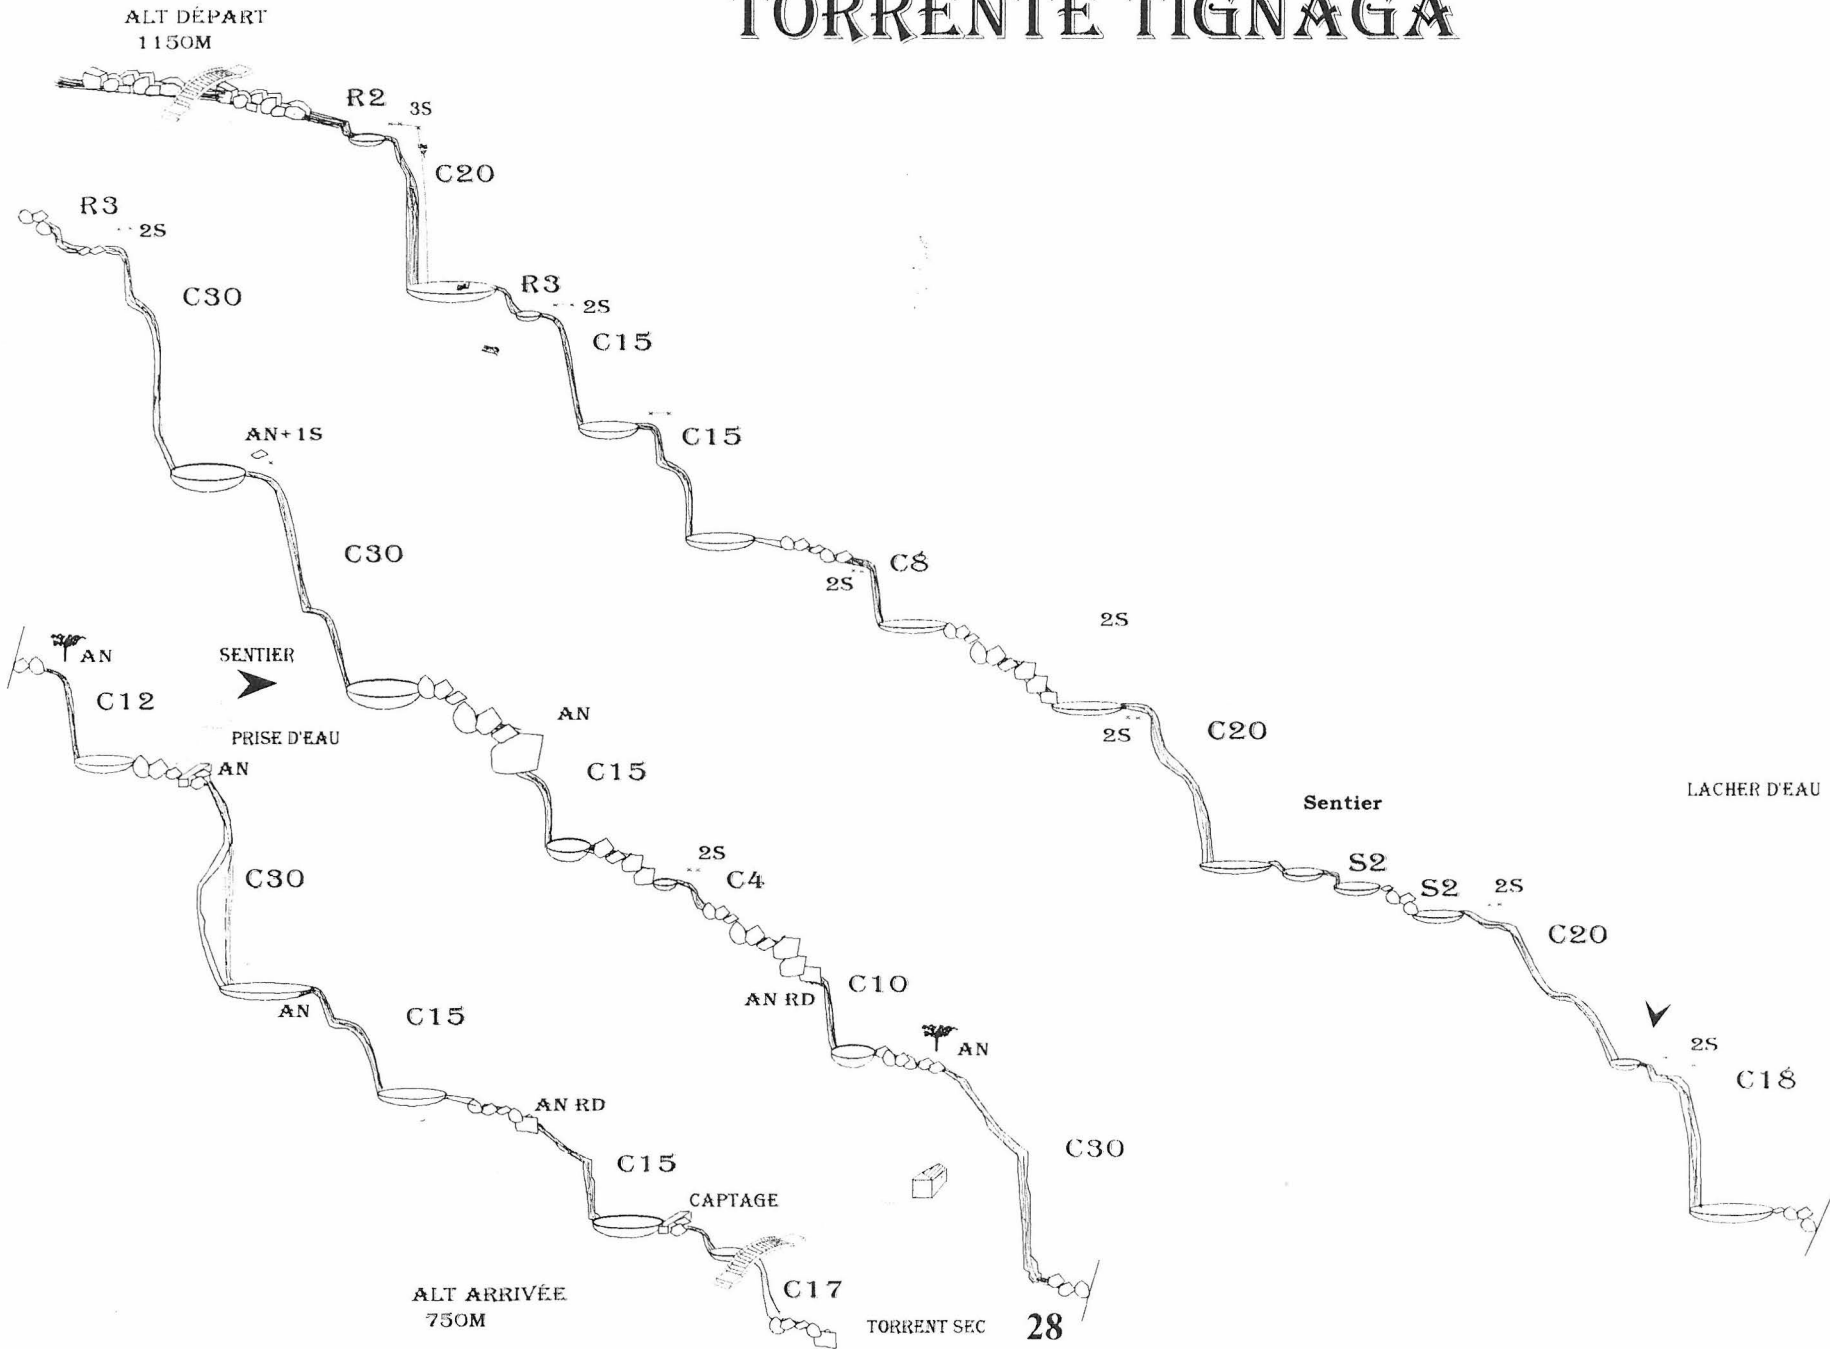 TORRENTE TIGNAGA
ALT DÉPART
1150M
R2
3S
C20
R3
2S
C15
C15
C8
2S
2S
2S
C20
Sentier
LACHER D'EAU
S2
S2
2S
C20
2S
C18
R3
2S
C30
AN+1S
C30
SENTIER
AN
C15
2S
C4
C10
AN RD
AN
C30
AN
C12
PRISE D'EAU
AN
C30
AN
C15
AN RD
C15
CAPTAGE
C17
ALT ARRIVÉE
750M
TORRENT SEC
28